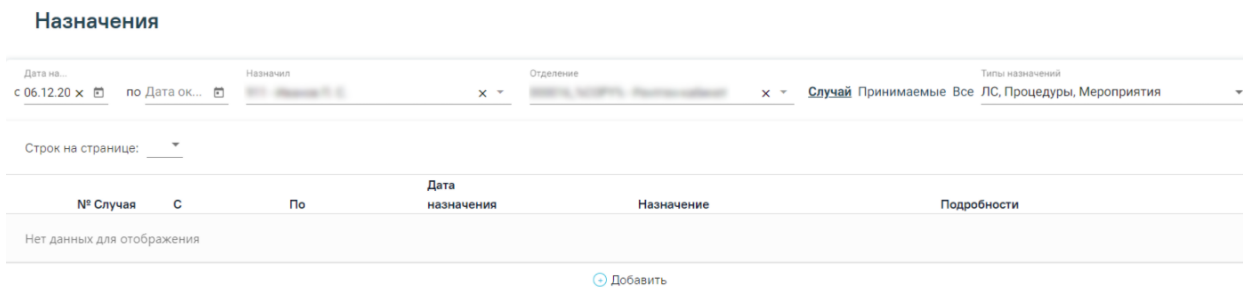 Назначения
Дата на... Назначил Отделение Типы назначений
с 06.12.20 по Дата ок... Случай Принимаемые Все ЛС, Процедуры, Мероприятия
Строк на странице:
№ Случая С По Дата назначения Назначение Подробности
Нет данных для отображения
Добавить